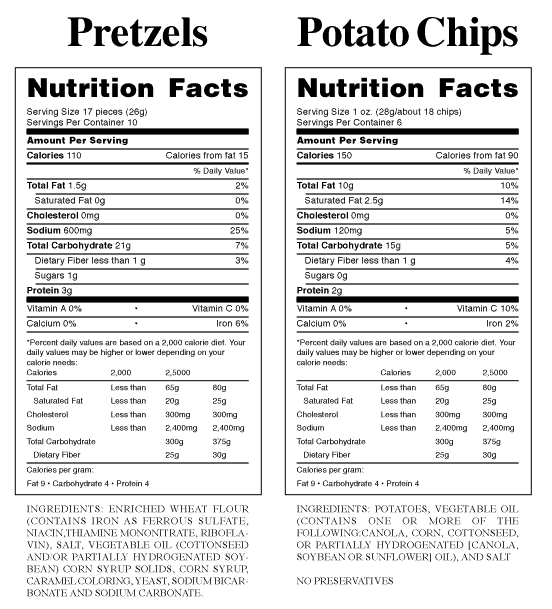 Pretzels
Nutrition Facts
Serving Size 17 pieces (26g)
Servings Per Container 10
Amount Per Serving
Calories 110 Calories from fat 15
% Daily Value*
Total Fat 1.5g 2%
Saturated Fat 0g 0%
Cholesterol 0mg 0%
Sodium 600mg 25%
Total Carbohydrate 21g 7%
Dietary Fiber less than 1 g 3%
Sugars 1g
Protein 3g
Vitamin A 0% • Vitamin C 0%
Calcium 0% • Iron 6%
*Percent daily values are based on a 2,000 calorie diet. Your
daily values may be higher or lower depending on your
calorie needs:
Calories 2,000 2,5000
Total Fat Less than 65g 80g
Saturated Fat Less than 20g 25g
Cholesterol Less than 300mg 300mg
Sodium Less than 2,400mg 2,400mg
Total Carbohydrate 300g 375g
Dietary Fiber 25g 30g
Calories per gram:
Fat 9 • Carbohydrate 4 • Protein 4
INGREDIENTS: ENRICHED WHEAT FLOUR
(CONTAINS IRON AS FERROUS SULFATE,
NIACIN,THIAMINE MONONITRATE, RIBOFLA-
VIN), SALT, VEGETABLE OIL (COTTONSEED
AND/OR PARTIALLY HYDROGENATED SOY-
BEAN) CORN SYRUP SOLIDS, CORN SYRUP,
CARAMEL COLORING, YEAST, SODIUM BICAR-
BONATE AND SODIUM CARBONATE.
Potato Chips
Nutrition Facts
Serving Size 1 oz. (28g/about 18 chips)
Servings Per Container 6
Amount Per Serving
Calories 150 Calories from fat 90
% Daily Value*
Total Fat 10g 10%
Saturated Fat 2.5g 14%
Cholesterol 0mg 0%
Sodium 120mg 5%
Total Carbohydrate 15g 5%
Dietary Fiber less than 1 g 4%
Sugars 0g
Protein 2g
Vitamin A 0% • Vitamin C 10%
Calcium 0% • Iron 2%
*Percent daily values are based on a 2,000 calorie diet. Your
daily values may be higher or lower depending on your
calorie needs:
Calories 2,000 2,5000
Total Fat Less than 65g 80g
Saturated Fat Less than 20g 25g
Cholesterol Less than 300mg 300mg
Sodium Less than 2,400mg 2,400mg
Total Carbohydrate 300g 375g
Dietary Fiber 25g 30g
Calories per gram:
Fat 9 • Carbohydrate 4 • Protein 4
INGREDIENTS: POTATOES, VEGETABLE OIL
(CONTAINS ONE OR MORE OF THE
FOLLOWING:CANOLA, CORN, COTTONSEED,
OR PARTIALLY HYDROGENATED [CANOLA,
SOYBEAN OR SUNFLOWER] OIL), AND SALT
NO PRESERVATIVES